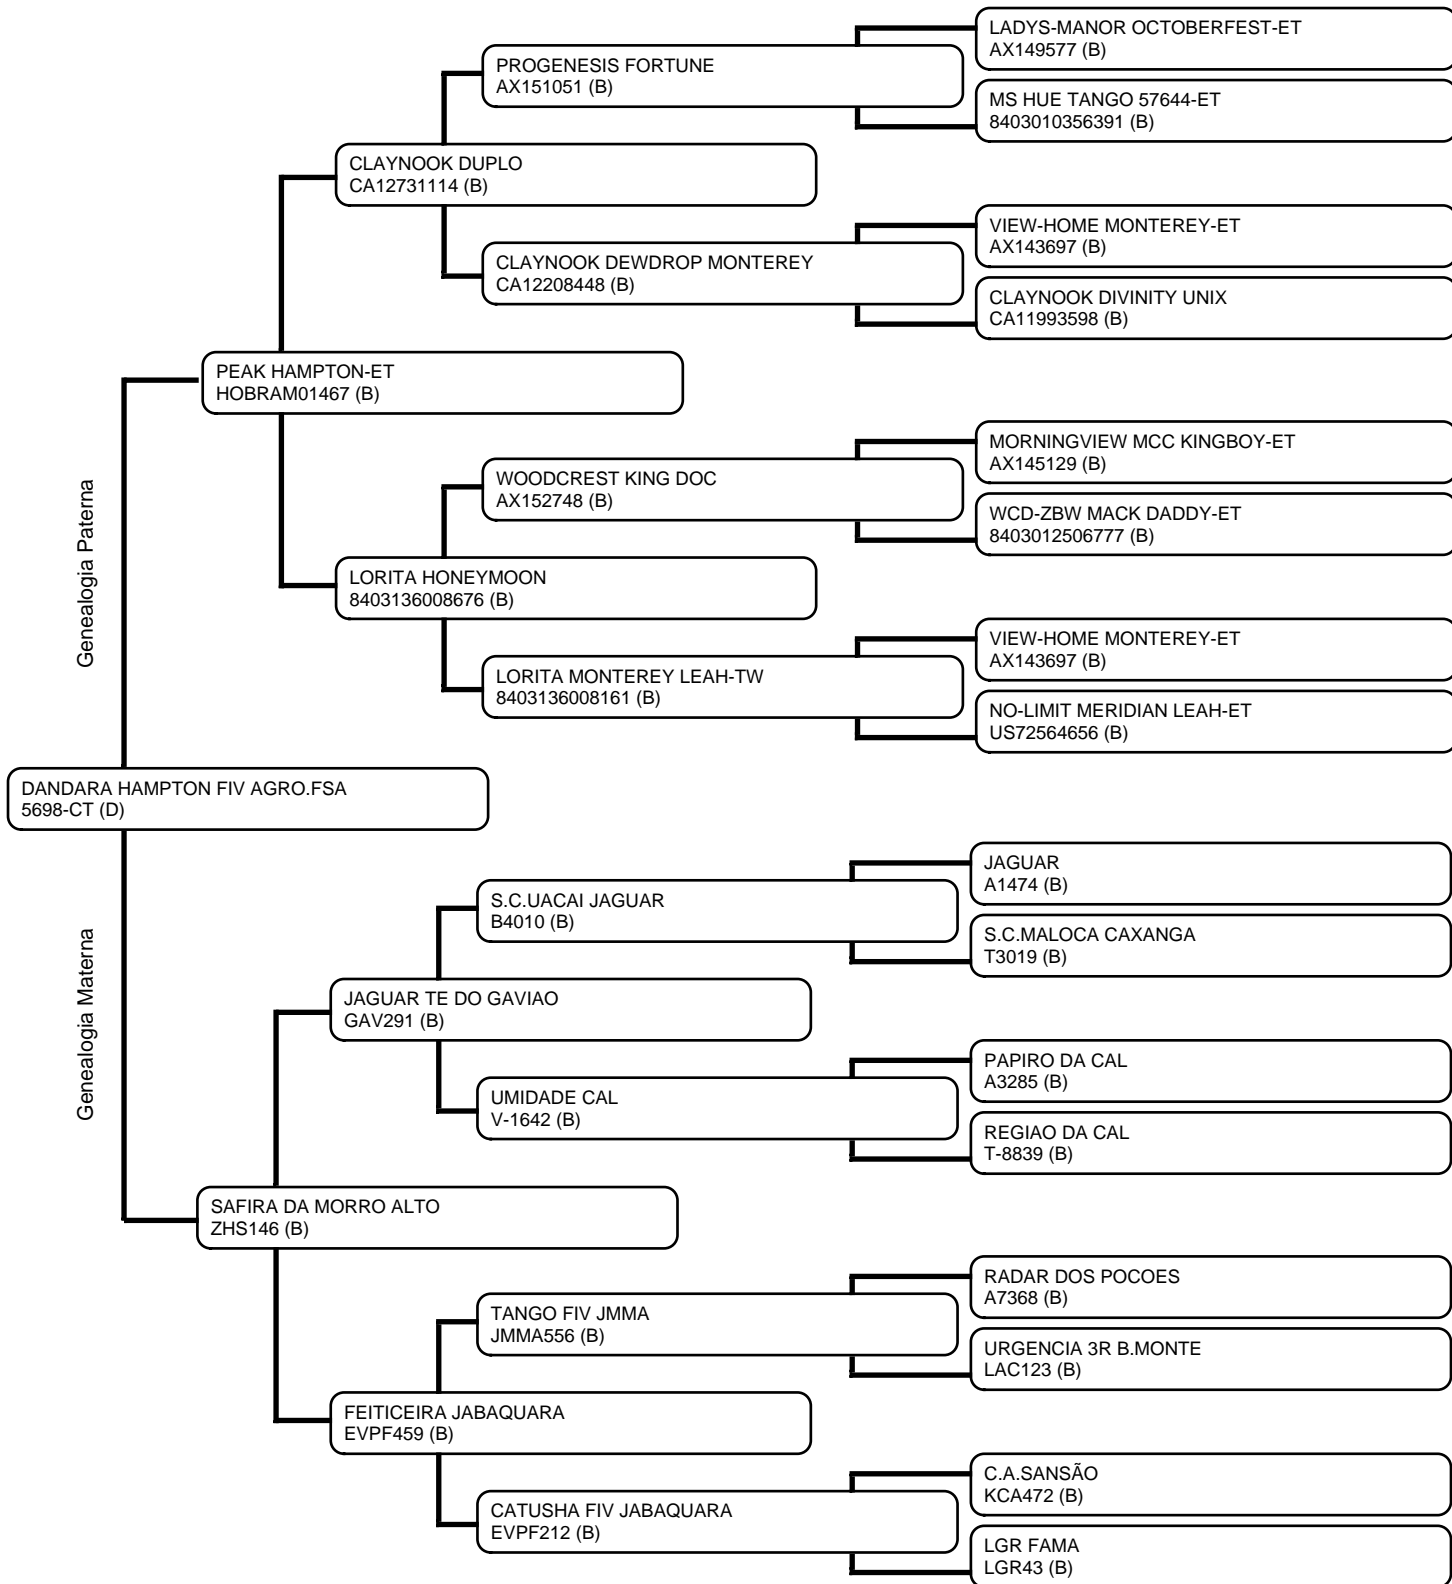 LADYS-MANOR OCTOBERFEST-ET
AX149577 (B)
PROGENESIS FORTUNE
AX151051 (B)
MS HUE TANGO 57644-ET
8403010356391 (B)
CLAYNOOK DUPLO
CA12731114 (B)
VIEW-HOME MONTEREY-ET
AX143697 (B)
CLAYNOOK DEWDROP MONTEREY
CA12208448 (B)
CLAYNOOK DIVINITY UNIX
CA11993598 (B)
PEAK HAMPTON-ET
HOBRAM01467 (B)
MORNINGVIEW MCC KINGBOY-ET
AX145129 (B)
WOODCREST KING DOC
AX152748 (B)
WCD-ZBW MACK DADDY-ET
8403012506777 (B)
LORITA HONEYMOON
8403136008676 (B)
VIEW-HOME MONTEREY-ET
AX143697 (B)
LORITA MONTEREY LEAH-TW
8403136008161 (B)
NO-LIMIT MERIDIAN LEAH-ET
US72564656 (B)
Genealogia Paterna
DANDARA HAMPTON FIV AGRO.FSA
5698-CT (D)
Genealogia Materna
JAGUAR
A1474 (B)
S.C.UACAI JAGUAR
B4010 (B)
S.C.MALOCA CAXANGA
T3019 (B)
JAGUAR TE DO GAVIAO
GAV291 (B)
PAPIRO DA CAL
A3285 (B)
UMIDADE CAL
V-1642 (B)
REGIAO DA CAL
T-8839 (B)
SAFIRA DA MORRO ALTO
ZHS146 (B)
RADAR DOS POCOES
A7368 (B)
TANGO FIV JMMA
JMMA556 (B)
URGENCIA 3R B.MONTE
LAC123 (B)
FEITICEIRA JABAQUARA
EVPF459 (B)
C.A.SANSÃO
KCA472 (B)
CATUSHA FIV JABAQUARA
EVPF212 (B)
LGR FAMA
LGR43 (B)